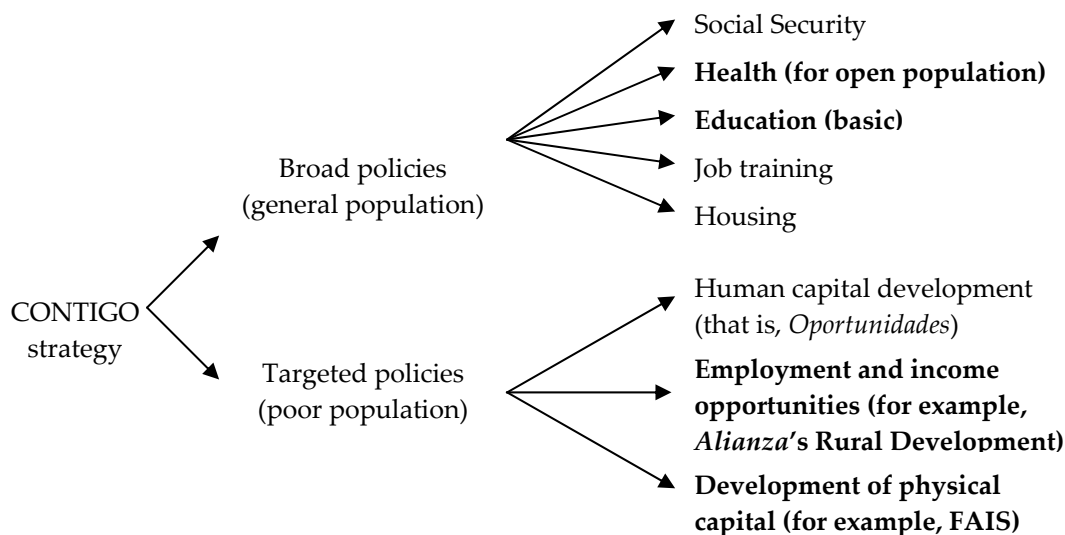 Social Security
Health (for open population)
Education (basic)
Job training
Housing
Broad policies
(general population)
CONTIGO
strategy
Human capital development
(that is, Oportunidades)
Employment and income
opportunities (for example,
Alianza's Rural Development)
Development of physical
capital (for example, FAIS)
Targeted policies
(poor population)